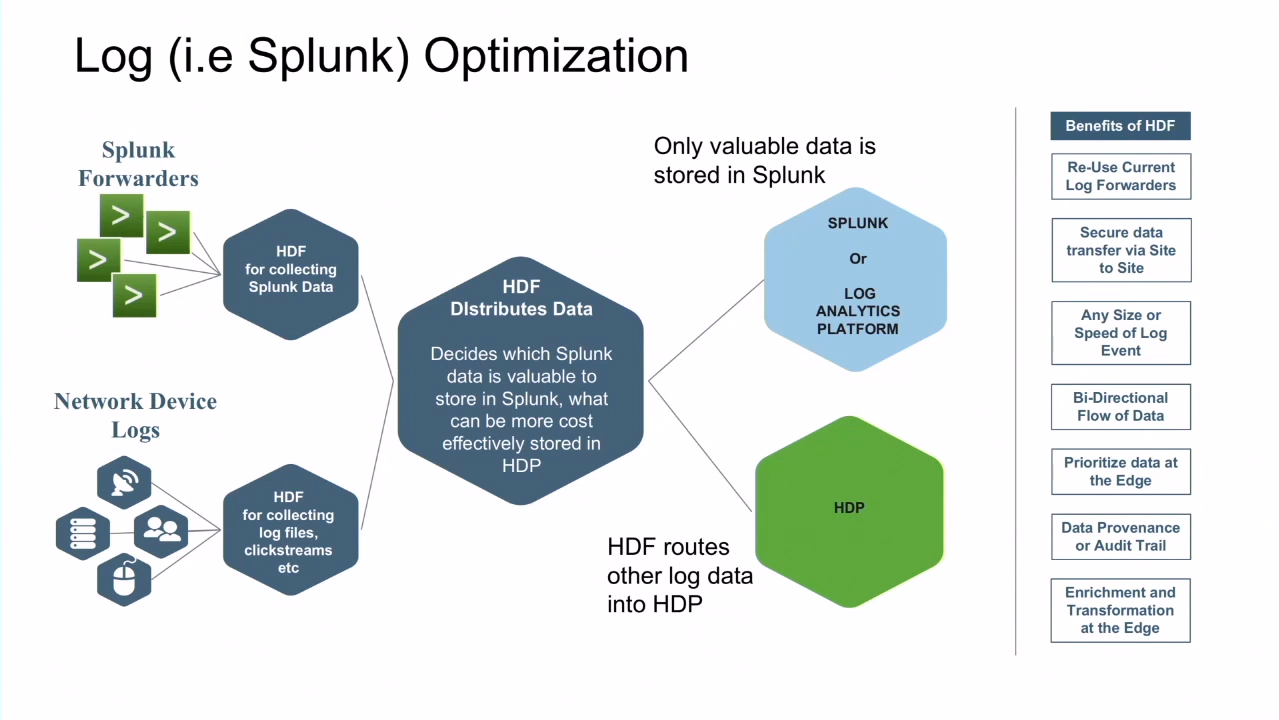 Log (i.e Splunk) Optimization
Splunk
Forwarders
>
>
>
>
HDF
for collecting
Splunk Data
Network Device
Logs
HDF
for collecting
log files,
clickstreams
etc
HDF
DIstributes Data
Decides which Splunk
data is valuable to
store in Splunk, what
can be more cost
effectively stored in
HDP
Only valuable data is
stored in Splunk
SPLUNK
Or
LOG
ANALYTICS
PLATFORM
HDP
HDF routes
other log data
into HDP
Benefits of HDF
Re-Use Current
Log Forwarders
Secure data
transfer via Site
to Site
Any Size or
Speed of Log
Event
Bi-Directional
Flow of Data
Prioritize data at
the Edge
Data Provenance
or Audit Trail
Enrichment and
Transformation
at the Edge